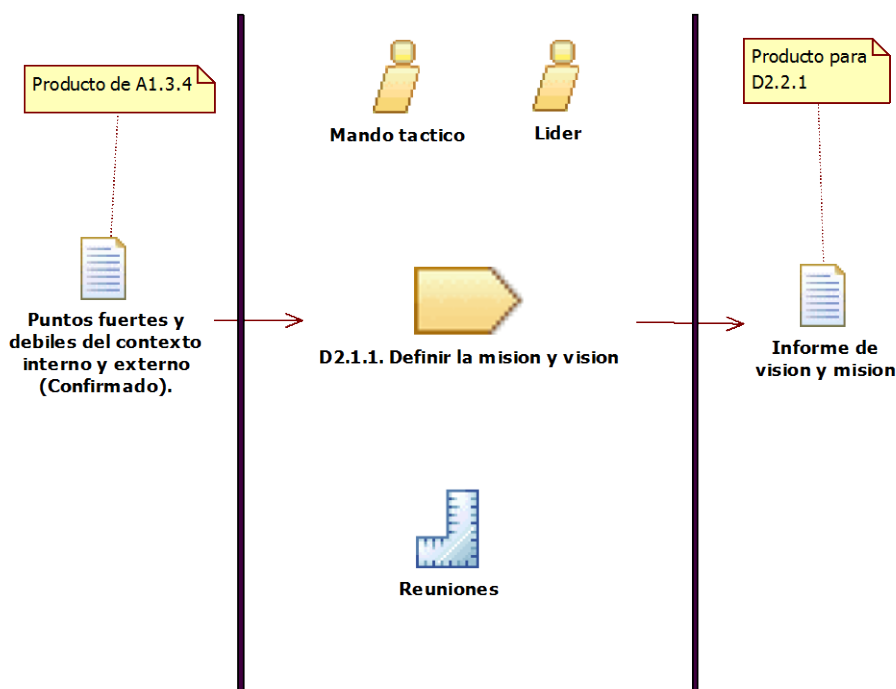 Producto de A1.3.4
Puntos fuertes y
debiles del contexto
interno y externo
(Confirmado).
Mando tactico
Lider
D2.1.1. Definir la mision y vision
Reuniones
Producto para
D2.2.1
Informe de
vision y mision